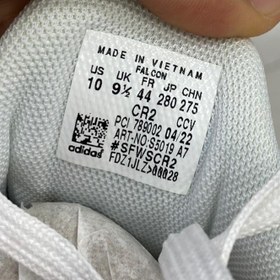 MADE IN VIETNAM
FALCON
US UK FR JP CHN
10 9½ 44 280 275
CR2 CCV
PCI 789002 04/22
ART-NO:S5019 A7
#SFWSCR2
FDZ1JLZ>00028
adidas